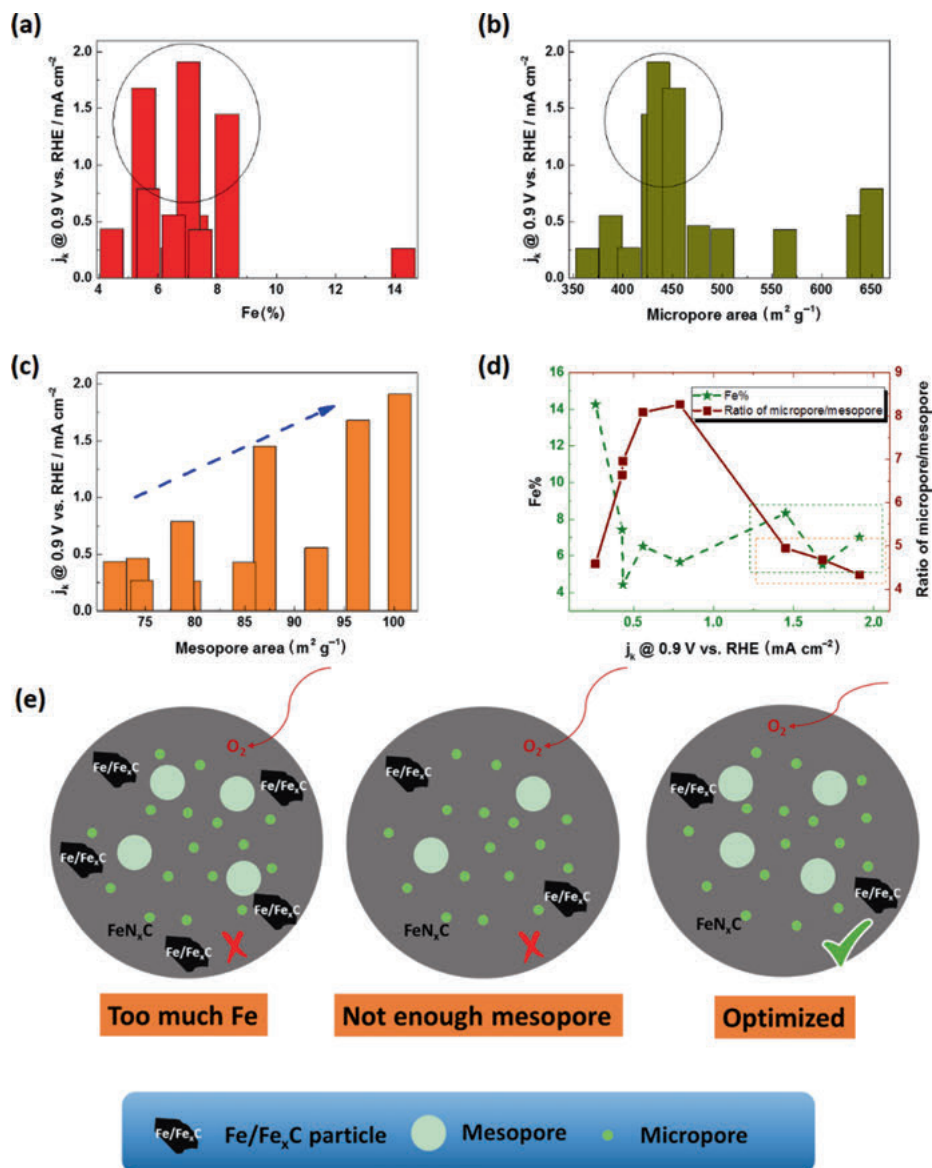 (a)
j_k @ 0.9 V vs. RHE / mA cm⁻²
2.0
1.5
1.0
0.5
0.0
4 6 8 10 12 14
Fe(%)
(b)
j_k @ 0.9 V vs. RHE / mA cm⁻²
2.0
1.5
1.0
0.5
0.0
350 400 450 500 550 600 650
Micropore area (m² g⁻¹)
(c)
j_k @ 0.9 V vs. RHE / mA cm⁻²
2.0
1.5
1.0
0.5
0.0
75 80 85 90 95 100
Mesopore area (m² g⁻¹)
(d)
Fe%
16
14
12
10
8
6
4
Fe%
Ratio of micropore/mesopore
9
8
7
6
5
4
Ratio of micropore/mesopore
0.5 1.0 1.5 2.0
j_k @ 0.9 V vs. RHE (mA cm⁻²)
(e)
O₂
Fe/FeₓC
Fe/FeₓC
Fe/FeₓC
Fe/FeₓC
FeNₓC
Fe/FeₓC
X
Too much Fe
O₂
Fe/FeₓC
Fe/FeₓC
FeNₓC
X
Not enough mesopore
O₂
Fe/FeₓC
Fe/FeₓC
FeNₓC
Optimized
Fe/FeₓC
Fe/FeₓC particle
Mesopore
Micropore